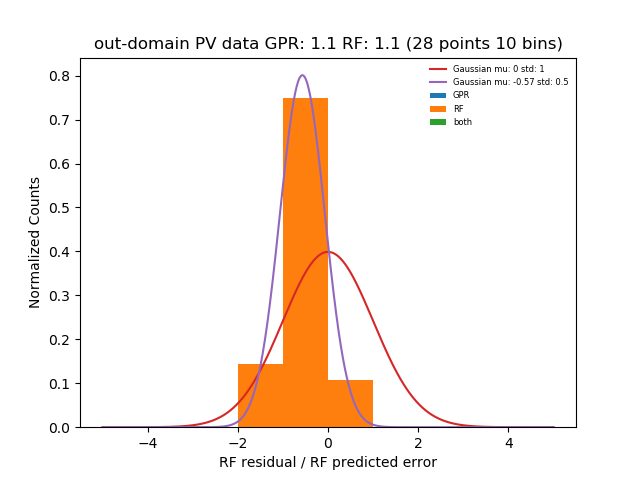 out-domain PV data GPR: 1.1 RF: 1.1 (28 points 10 bins)
Gaussian mu: 0 std: 1
Gaussian mu: -0.57 std: 0.5
GPR
RF
both
Normalized Counts
0.8
0.7
0.6
0.5
0.4
0.3
0.2
0.1
0.0
−4 −2 0 2 4
RF residual / RF predicted error